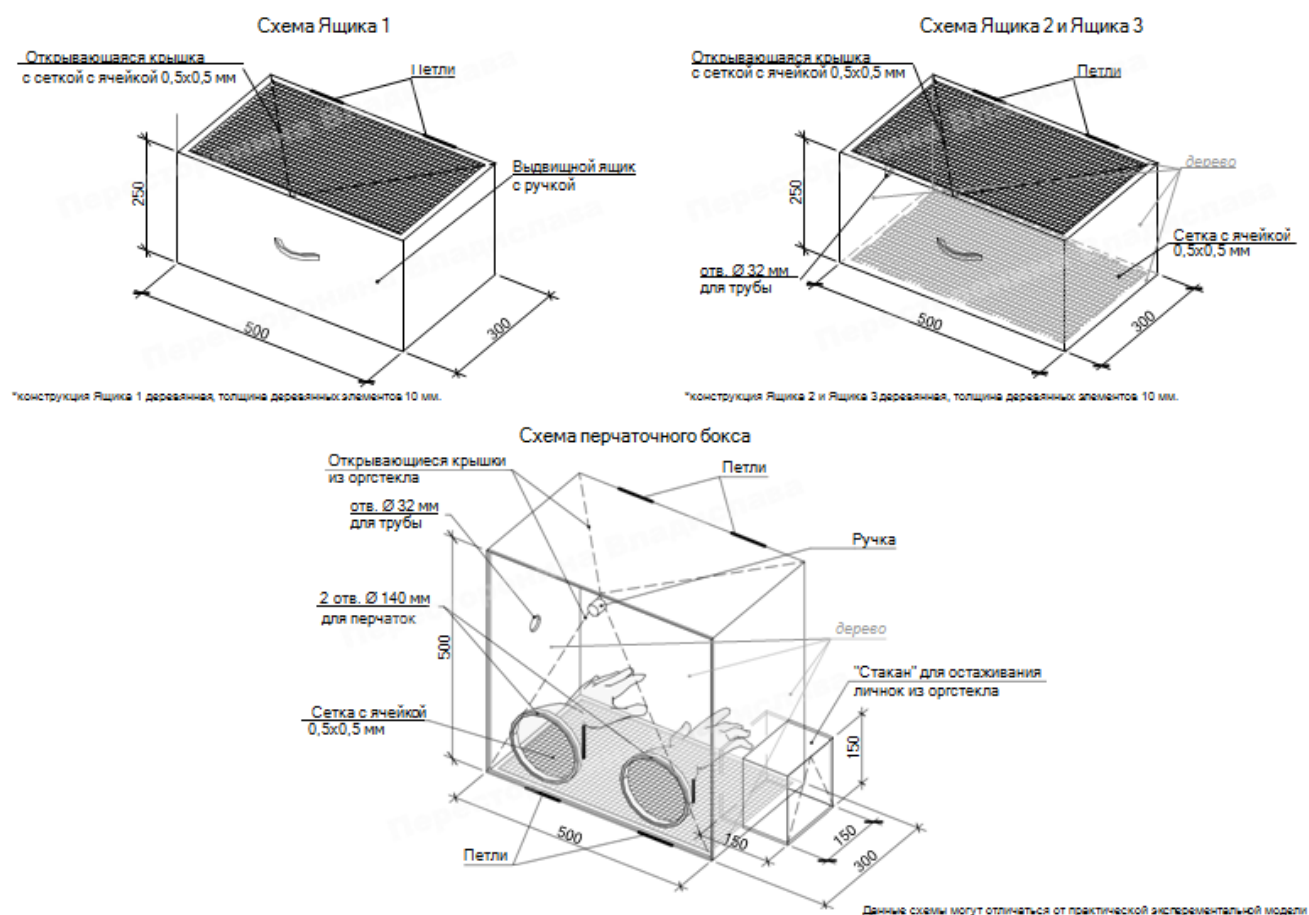 Схема Ящика 1
Открывающаяся крышка
с сеткой с ячейкой 0,5х0,5 мм
Петли
Выдвищной ящик
с ручкой
250
500
300
*конструкция Ящика 1 деревянная, толщина деревянных элементов 10 мм.
Схема Ящика 2 и Ящика 3
Открывающаяся крышка
с сеткой с ячейкой 0,5х0,5 мм
Петли
дерево
250
Сетка с ячейкой
0,5х0,5 мм
отв. Ø 32 мм
для трубы
500
300
*конструкция Ящика 2 и Ящика 3 деревянная, толщина деревянных элементов 10 мм.
Схема перчаточного бокса
Открывающиеся крышки
из оргстекла
Петли
отв. Ø 32 мм
для трубы
Ручка
2 отв. Ø 140 мм
для перчаток
дерево
500
"Стакан" для остаживания
личнок из оргстекла
Сетка с ячейкой
0,5х0,5 мм
150
500
150
150
300
Петли
Данные схемы могут отличаться от практической эксперементальной модели